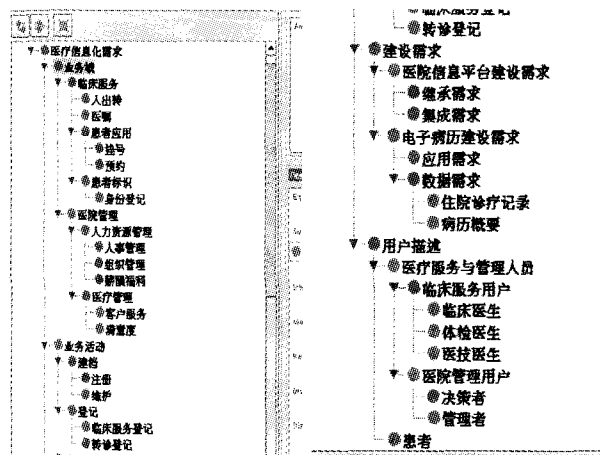 医疗信息化需求
业务域
临床服务
入出转
医嘱
患者应用
挂号
预约
患者标识
身份登记
医院管理
人力资源管理
人事管理
组织管理
薪酬福利
医疗管理
客户服务
满意度
业务活动
建档
注册
维护
登记
临床服务登记
转诊登记
临床服务登记
转诊登记
建设需求
医院信息平台建设需求
继承需求
集成需求
电子病历建设需求
应用需求
数据需求
住院诊疗记录
病历概要
用户描述
医疗服务与管理人员
临床服务用户
临床医生
体检医生
医技医生
医院管理用户
决策者
管理者
患者